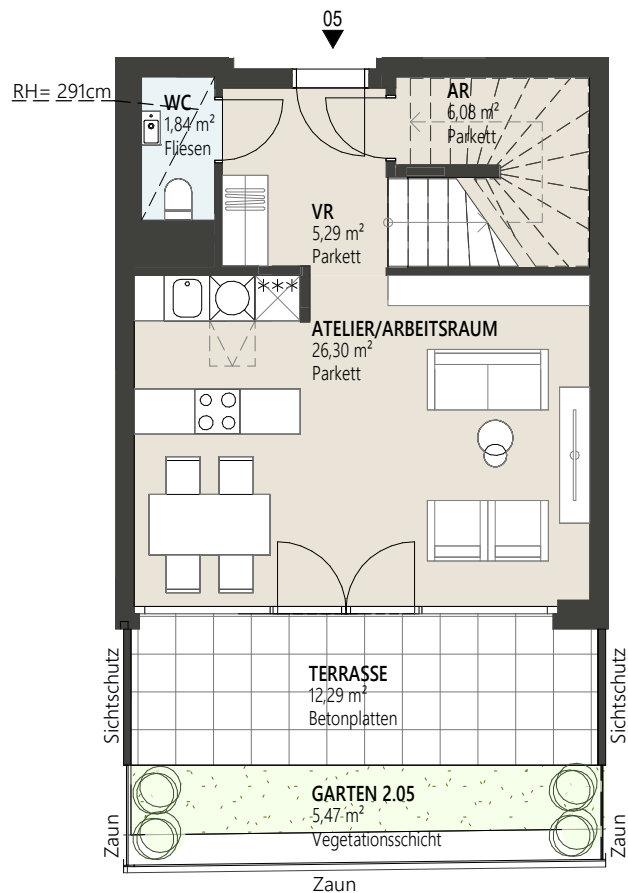 05
RH= 291cm
WC
1,84 m²
Fliesen
AR
6,08 m²
Parkett
VR
5,29 m²
Parkett
ATELIER/ARBEITSRAUM
26,30 m²
Parkett
Sichtschutz
TERRASSE
12,29 m²
Betonplatten
Sichtschutz
Zaun
GARTEN 2.05
5,47 m²
Vegetationsschicht
Zaun
Zaun